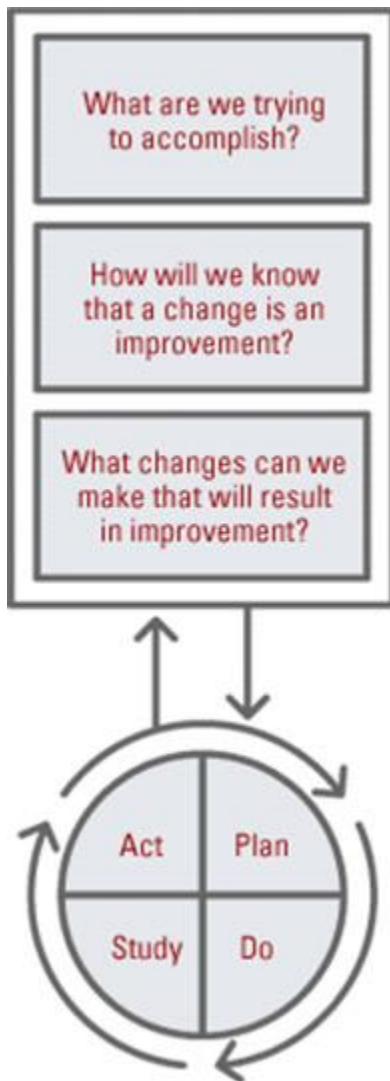 What are we trying
to accomplish?
How will we know
that a change is an
improvement?
What changes can we
make that will result
in improvement?
Act Plan
Study Do